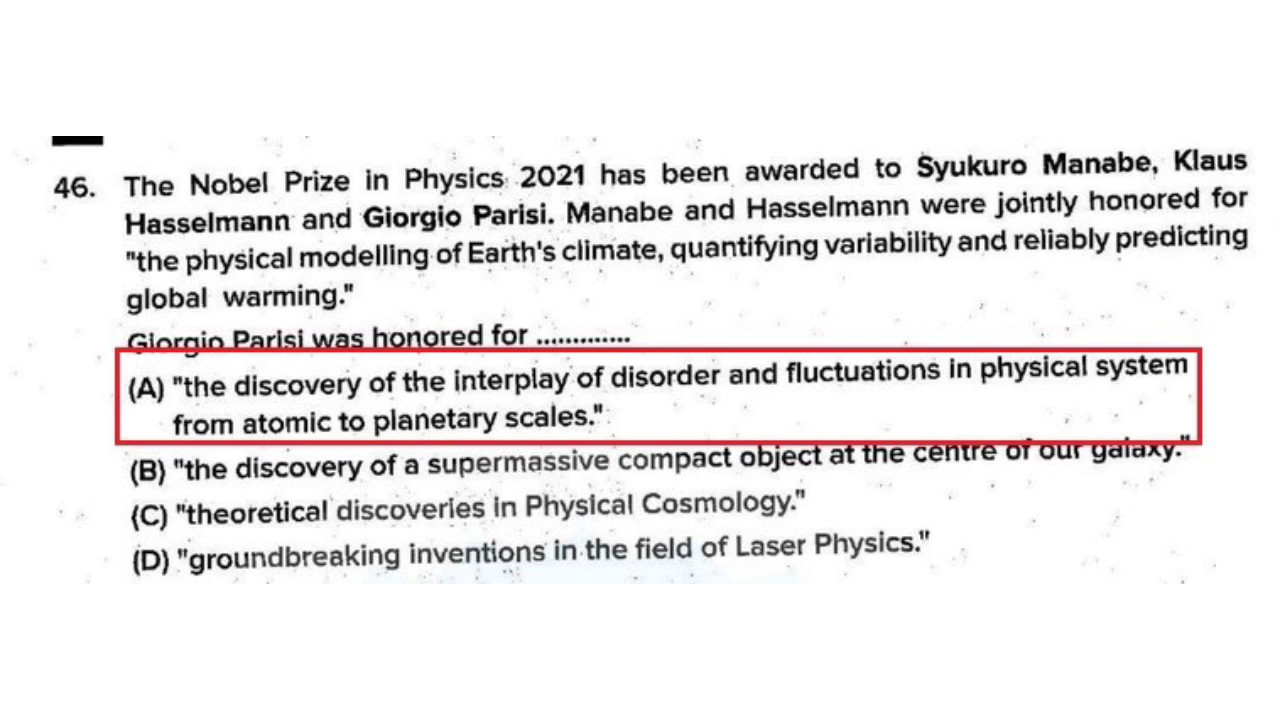 46. The Nobel Prize in Physics 2021 has been awarded to Syukuro Manabe, Klaus
Hasselmann and Giorgio Parisi. Manabe and Hasselmann were jointly honored for
"the physical modelling of Earth's climate, quantifying variability and reliably predicting
global warming."
Giorgio Parisi was honored for .............
(A) "the discovery of the interplay of disorder and fluctuations in physical system
from atomic to planetary scales."
(B) "the discovery of a supermassive compact object at the centre of our galaxy."
(C) "theoretical discoveries in Physical Cosmology."
(D) "groundbreaking inventions in the field of Laser Physics."